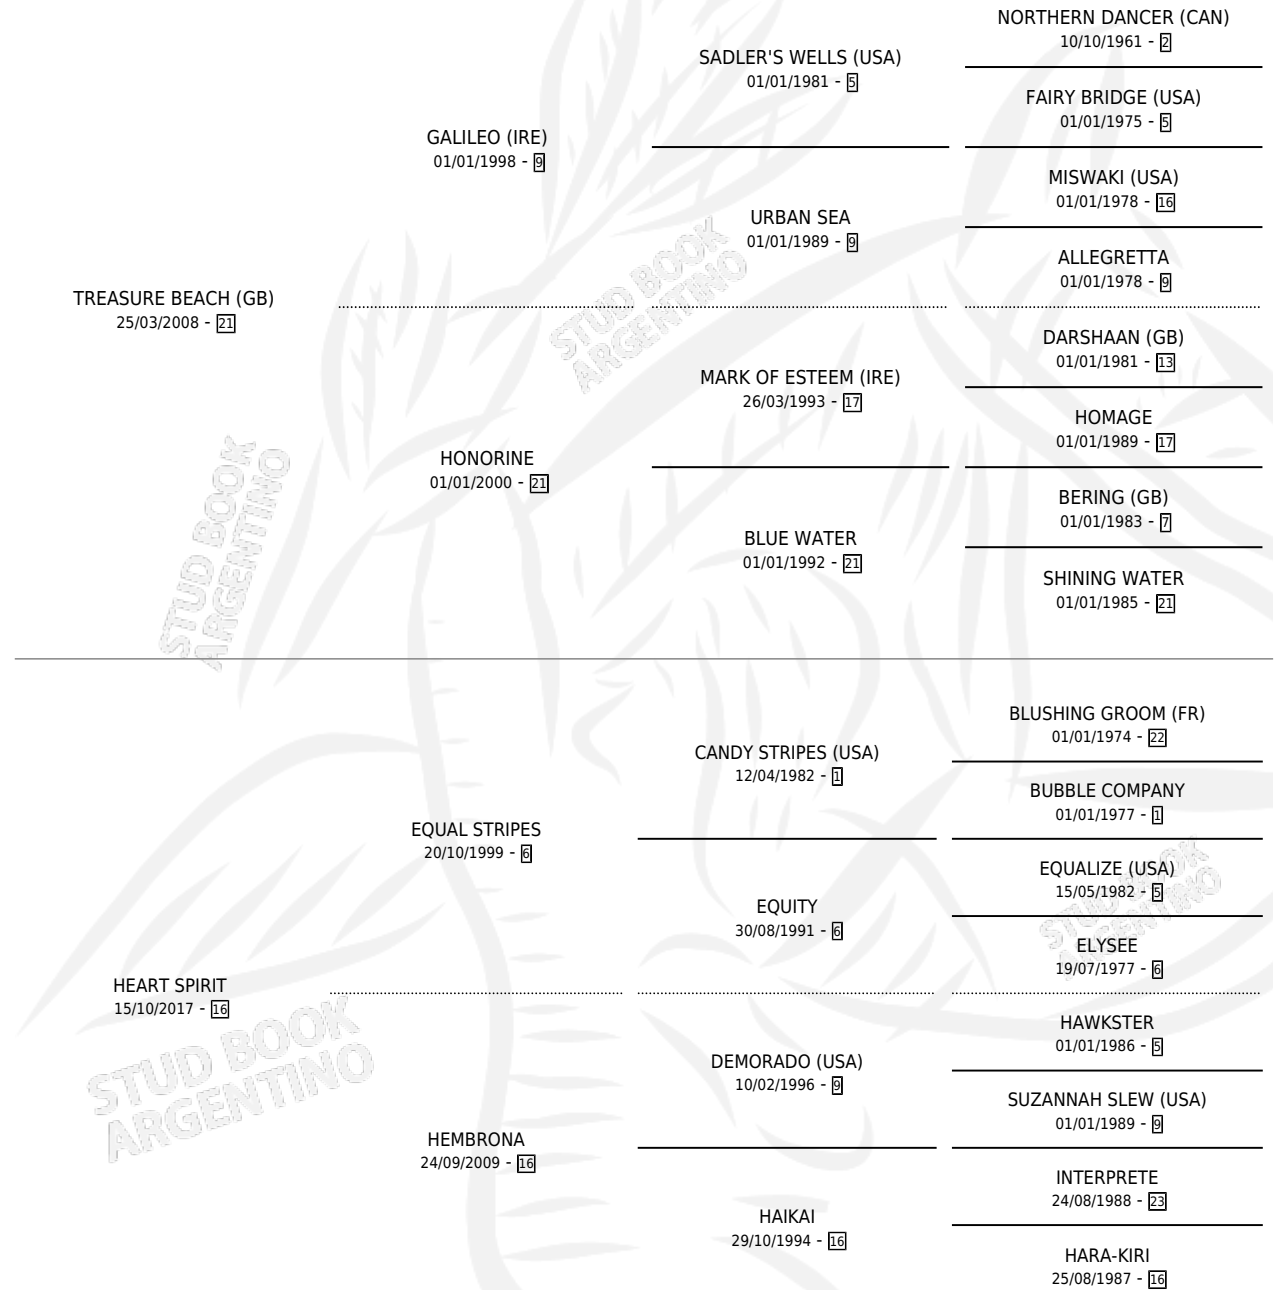 NORTHERN DANCER (CAN)
10/10/1961 - 2
SADLER'S WELLS (USA)
01/01/1981 - 5
FAIRY BRIDGE (USA)
01/01/1975 - 5
GALILEO (IRE)
01/01/1998 - 9
MISWAKI (USA)
01/01/1978 - 16
URBAN SEA
01/01/1989 - 9
ALLEGRETTA
01/01/1978 - 9
TREASURE BEACH (GB)
25/03/2008 - 21
DARSHAAN (GB)
01/01/1981 - 13
MARK OF ESTEEM (IRE)
26/03/1993 - 17
HOMAGE
01/01/1989 - 17
HONORINE
01/01/2000 - 21
BERING (GB)
01/01/1983 - 7
BLUE WATER
01/01/1992 - 21
SHINING WATER
01/01/1985 - 21
BLUSHING GROOM (FR)
01/01/1974 - 22
CANDY STRIPES (USA)
12/04/1982 - 1
BUBBLE COMPANY
01/01/1977 - 1
EQUAL STRIPES
20/10/1999 - 6
EQUALIZE (USA)
15/05/1982 - 5
EQUITY
30/08/1991 - 6
ELYSEE
19/07/1977 - 6
HEART SPIRIT
15/10/2017 - 16
HAWKSTER
01/01/1986 - 5
DEMORADO (USA)
10/02/1996 - 9
SUZANNAH SLEW (USA)
01/01/1989 - 9
HEMBRONA
24/09/2009 - 16
INTERPRETE
24/08/1988 - 23
HAIKAI
29/10/1994 - 16
HARA-KIRI
25/08/1987 - 16
STUD BOOK
ARGENTINO
STUD BOOK
ARGENTINO
STUD BOOK
ARGENTINO
STUD BOOK
ARGENTINO